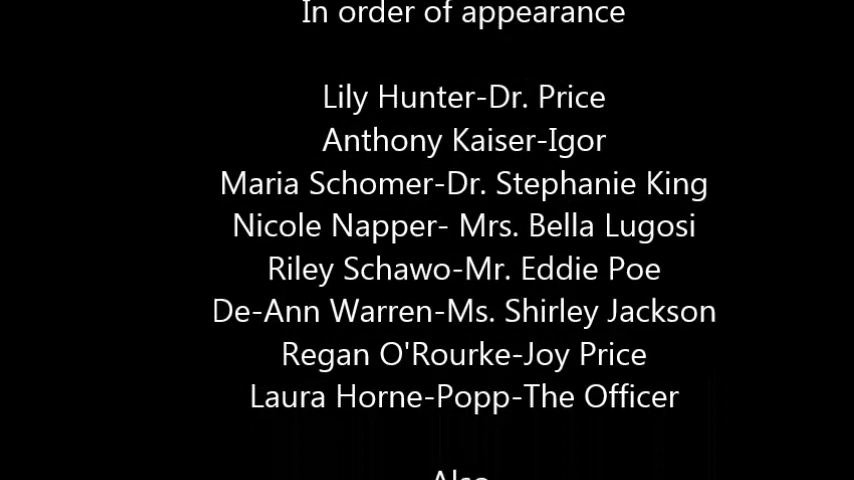 In order of appearance
Lily Hunter-Dr. Price
Anthony Kaiser-Igor
Maria Schomer-Dr. Stephanie King
Nicole Napper- Mrs. Bella Lugosi
Riley Schawo-Mr. Eddie Poe
De-Ann Warren-Ms. Shirley Jackson
Regan O'Rourke-Joy Price
Laura Horne-Popp-The Officer
Also